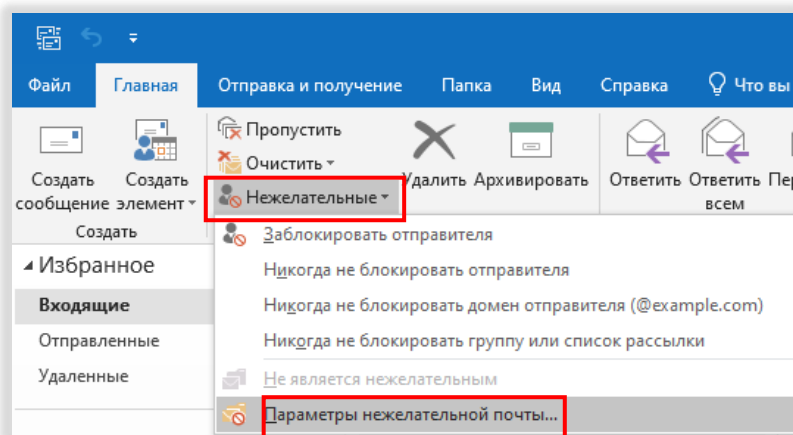 Файл Главная Отправка и получение Папка Вид Справка Что вы
Пропустить
Очистить
Нежелательные
Создать сообщение
Создать элемент
Удалить Архивировать Ответить Ответить всем
Создать
Заблокировать отправителя
Никогда не блокировать отправителя
Никогда не блокировать домен отправителя (@example.com)
Никогда не блокировать группу или список рассылки
Не является нежелательным
Параметры нежелательной почты...
Избранное
Входящие
Отправленные
Удаленные